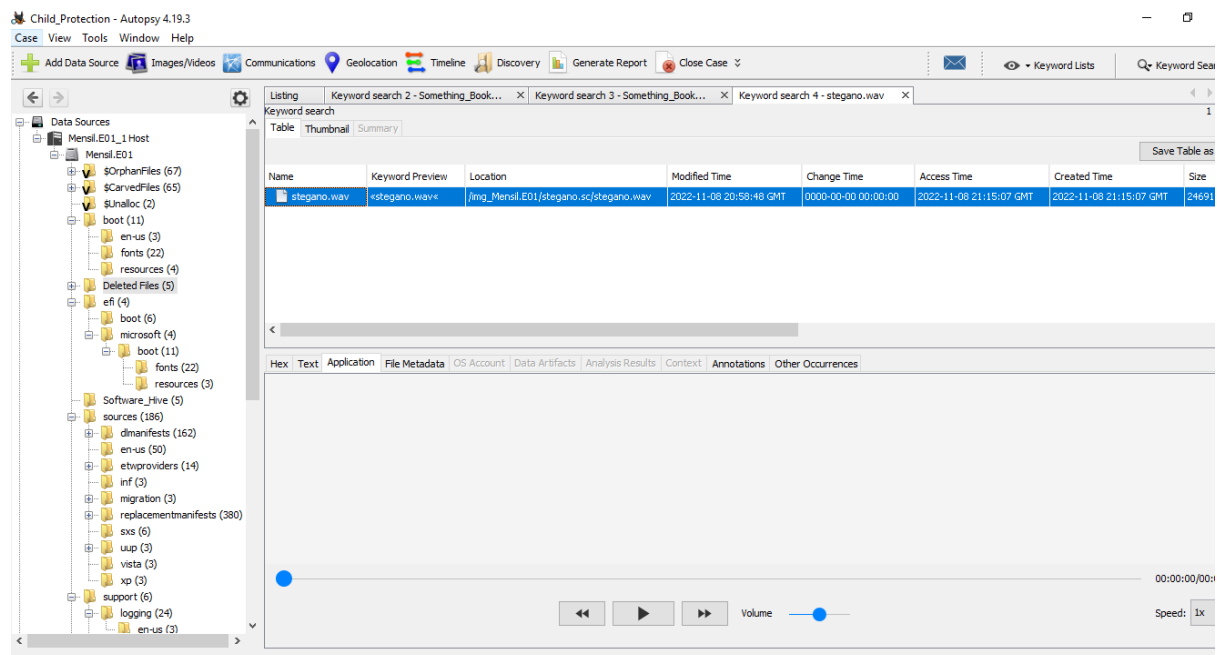 Child_Protection - Autopsy 4.19.3
Case View Tools Window Help
Add Data Source Images/Videos Communications Geolocation Timeline Discovery Generate Report Close Case Keyword Lists Keyword Sear
Listing Keyword search 2 - Something_Book... Keyword search 3 - Something_Book... Keyword search 4 - stegano.wav
Keyword search 1
Table Thumbnail Summary
Save Table as
Name Keyword Preview Location Modified Time Change Time Access Time Created Time Size
stegano.wav «stegano.wav« /img_Mensil.E01/stegano.sc/stegano.wav 2022-11-08 20:58:48 GMT 0000-00-00 00:00:00 2022-11-08 21:15:07 GMT 2022-11-08 21:15:07 GMT 24691
Data Sources
Mensil.E01_1 Host
Mensil.E01
$OrphanFiles (67)
$CarvedFiles (65)
$Unalloc (2)
boot (11)
en-us (3)
fonts (22)
resources (4)
Deleted Files (5)
efi (4)
boot (6)
microsoft (4)
boot (11)
fonts (22)
resources (3)
Software_Hive (5)
sources (186)
dlmanifests (162)
en-us (50)
etwproviders (14)
inf (3)
migration (3)
replacementmanifests (380)
sxs (6)
uup (3)
vista (3)
xp (3)
support (6)
logging (24)
en-us (3)
Hex Text Application File Metadata OS Account Data Artifacts Analysis Results Context Annotations Other Occurrences
00:00:00/00:
Volume
Speed: 1x